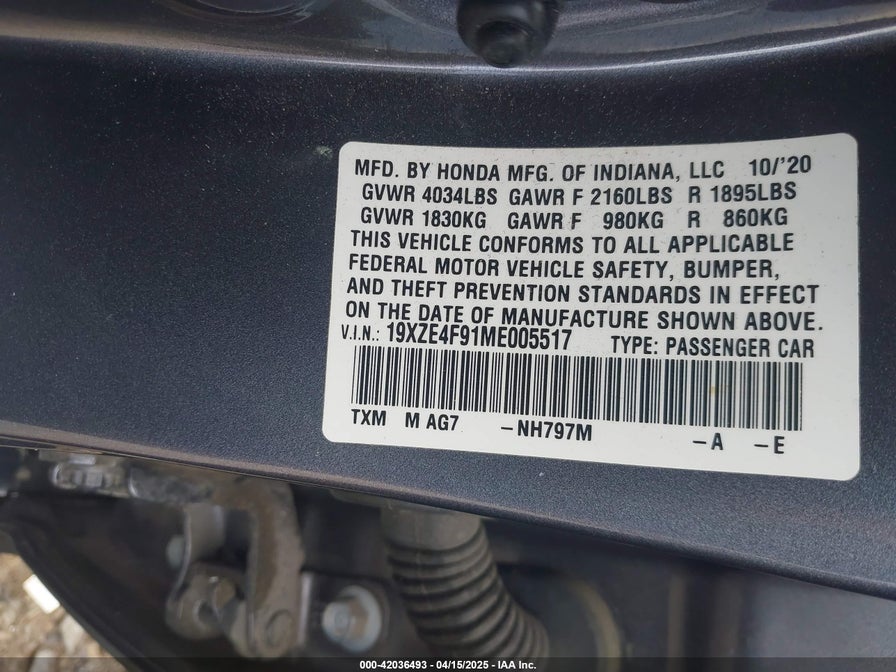 MFD. BY HONDA MFG. OF INDIANA, LLC 10/'20
GVWR 4034LBS GAWR F 2160LBS R 1895LBS
GVWR 1830KG GAWR F 980KG R 860KG
THIS VEHICLE CONFORMS TO ALL APPLICABLE
FEDERAL MOTOR VEHICLE SAFETY, BUMPER,
AND THEFT PREVENTION STANDARDS IN EFFECT
ON THE DATE OF MANUFACTURE SHOWN ABOVE.
V.I.N.: 19XZE4F91ME005517 TYPE: PASSENGER CAR
TXM M AG7 -NH797M -A -E
000-42036493 - 04/15/2025 - IAA Inc.